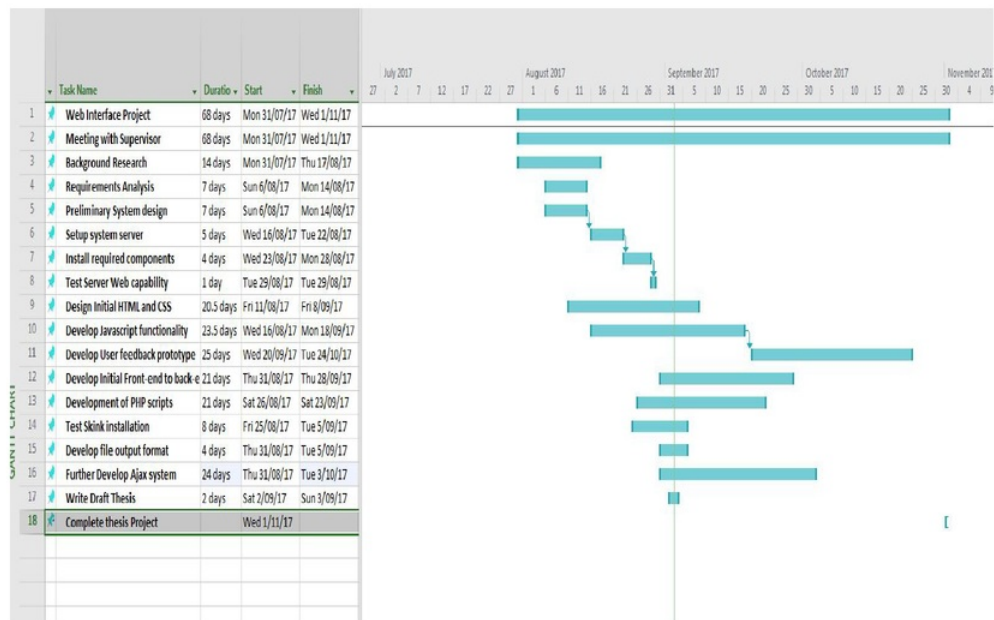 July 2017 August 2017 September 2017 October 2017 November 201
Task Name Duratio Start Finish 27 2 7 12 17 22 27 1 6 11 16 21 26 31 5 10 15 20 25 30 5 10 15 20 25 30 4 9
1 Web Interface Project 68 days Mon 31/07/17 Wed 1/11/17
2 Meeting with Supervisor 68 days Mon 31/07/17 Wed 1/11/17
3 Background Research 14 days Mon 31/07/17 Thu 17/08/17
4 Requirements Analysis 7 days Sun 6/08/17 Mon 14/08/17
5 Preliminary System design 7 days Sun 6/08/17 Mon 14/08/17
6 Setup system server 5 days Wed 16/08/17 Tue 22/08/17
7 Install required components 4 days Wed 23/08/17 Mon 28/08/17
8 Test Server Web capability 1 day Tue 29/08/17 Tue 29/08/17
9 Design Initial HTML and CSS 20.5 days Fri 11/08/17 Fri 8/09/17
10 Develop Javascript functionality 23.5 days Wed 16/08/17 Mon 18/09/17
11 Develop User feedback prototype 25 days Wed 20/09/17 Tue 24/10/17
12 Develop Initial Front-end to back-e 21 days Thu 31/08/17 Thu 28/09/17
13 Development of PHP scripts 21 days Sat 26/08/17 Sat 23/09/17
14 Test Skink installation 8 days Fri 25/08/17 Tue 5/09/17
15 Develop file output format 4 days Thu 31/08/17 Tue 5/09/17
16 Further Develop Ajax system 24 days Thu 31/08/17 Tue 3/10/17
17 Write Draft Thesis 2 days Sat 2/09/17 Sun 3/09/17
18 Complete thesis Project Wed 1/11/17
GANTT CHART